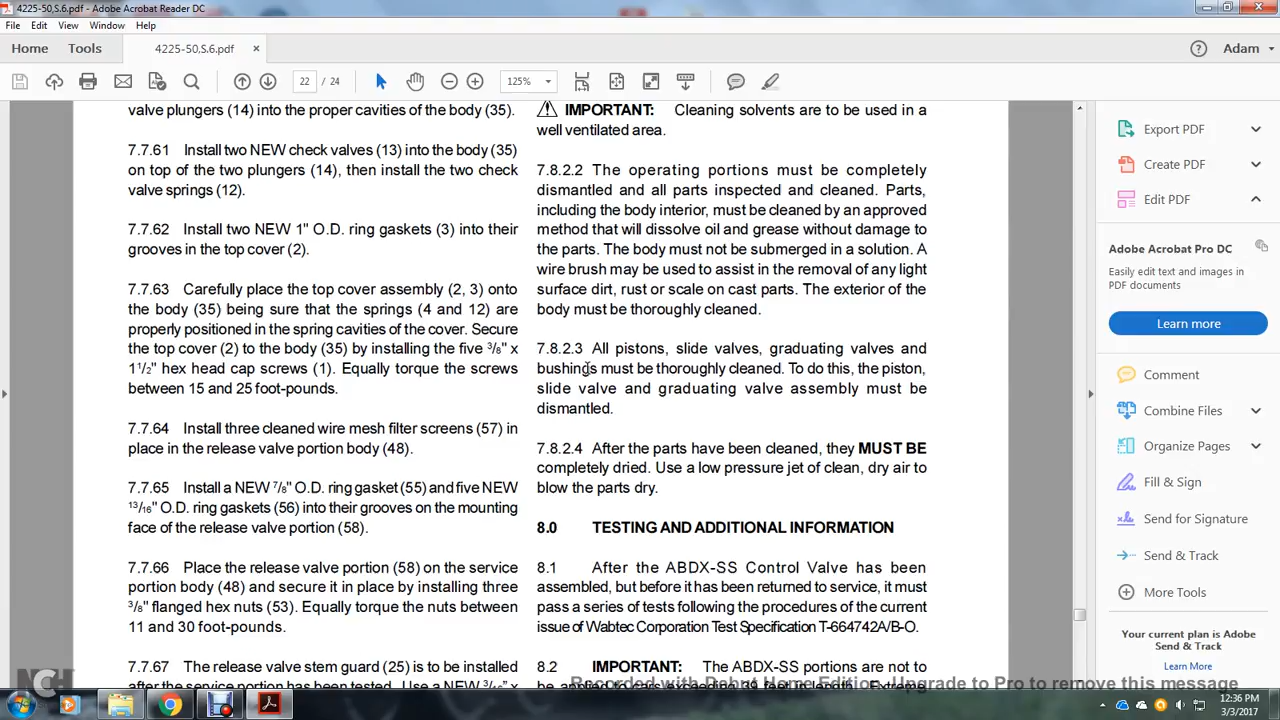 4225-50,S.6.pdf - Adobe Acrobat Reader DC
File Edit View Window Help
Home Tools 4225-50,S.6.pdf × ? Adam
22 / 24 125%
valve plungers (14) into the proper cavities of the body (35).
7.7.61 Install two NEW check valves (13) into the body (35)
on top of the two plungers (14), then install the two check
valve springs (12).
7.7.62 Install two NEW 1" O.D. ring gaskets (3) into their
grooves in the top cover (2).
7.7.63 Carefully place the top cover assembly (2, 3) onto
the body (35) being sure that the springs (4 and 12) are
properly positioned in the spring cavities of the cover. Secure
the top cover (2) to the body (35) by installing the five 3/8" x
1 1/2" hex head cap screws (1). Equally torque the screws
between 15 and 25 foot-pounds.
7.7.64 Install three cleaned wire mesh filter screens (57) in
place in the release valve portion body (48).
7.7.65 Install a NEW 7/8" O.D. ring gasket (55) and five NEW
13/16" O.D. ring gaskets (56) into their grooves on the mounting
face of the release valve portion (58).
7.7.66 Place the release valve portion (58) on the service
portion body (48) and secure it in place by installing three
3/8" flanged hex nuts (53). Equally torque the nuts between
11 and 30 foot-pounds.
7.7.67 The release valve stem guard (25) is to be installed
after the service portion has been tested. Use a NEW
IMPORTANT: Cleaning solvents are to be used in a
well ventilated area.
7.8.2.2 The operating portions must be completely
dismantled and all parts inspected and cleaned. Parts,
including the body interior, must be cleaned by an approved
method that will dissolve oil and grease without damage to
the parts. The body must not be submerged in a solution. A
wire brush may be used to assist in the removal of any light
surface dirt, rust or scale on cast parts. The exterior of the
body must be thoroughly cleaned.
7.8.2.3 All pistons, slide valves, graduating valves and
bushings must be thoroughly cleaned. To do this, the piston,
slide valve and graduating valve assembly must be
dismantled.
7.8.2.4 After the parts have been cleaned, they MUST BE
completely dried. Use a low pressure jet of clean, dry air to
blow the parts dry.
8.0 TESTING AND ADDITIONAL INFORMATION
8.1 After the ABDX-SS Control Valve has been
assembled, but before it has been returned to service, it must
pass a series of tests following the procedures of the current
issue of Wabtec Corporation Test Specification T-664742A/B-O.
8.2 IMPORTANT: The ABDX-SS portions are not to
Export PDF
Create PDF
Edit PDF
Adobe Acrobat Pro DC
Easily edit text and images in
PDF documents
Learn more
Comment
Combine Files
Organize Pages
Fill & Sign
Send for Signature
Send & Track
More Tools
Your current plan is Adobe
Send & Track
Learn More
Recorded with Debut Home Edition. Upgrade to Pro to remove this message
NCH
12:36 PM
3/3/2017